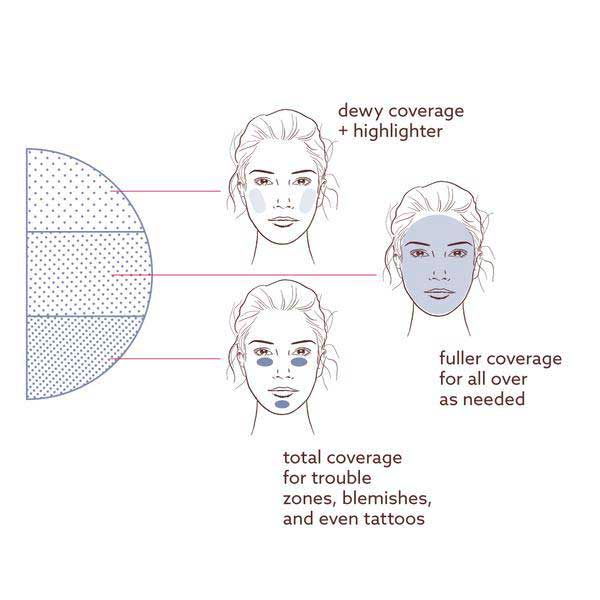 dewy coverage
+ highlighter
fuller coverage
for all over
as needed
total coverage
for trouble
zones, blemishes,
and even tattoos